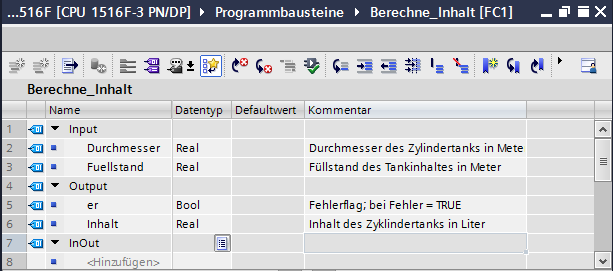 ...516F [CPU 1516F-3 PN/DP] ▸ Programmbausteine ▸ Berechne_Inhalt [FC1]
Berechne_Inhalt
Name Datentyp Defaultwert Kommentar
1 Input
2 Durchmesser Real Durchmesser des Zylindertanks in Mete
3 Fuellstand Real Füllstand des Tankinhaltes in Meter
4 Output
5 er Bool Fehlerflag; bei Fehler = TRUE
6 Inhalt Real Inhalt des Zyklindertanks in Liter
7 InOut
8 <Hinzufügen>